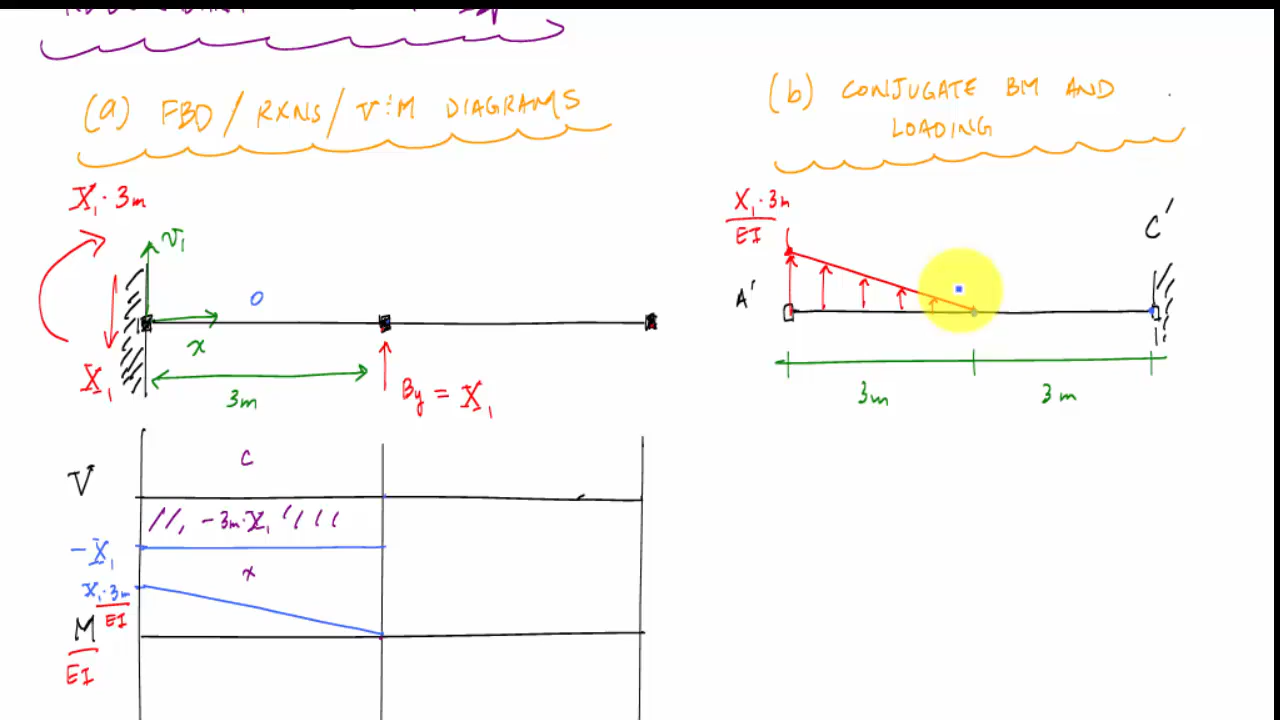 (a) FBD / RXNS / V÷M DIAGRAMS
X₁·3m
v₁
0
x
X₁
3m
By = X₁
V
C
//, -3m·X₁
-X₁
x
X₁·3m
EI
M
EI
(b) CONJUGATE BM AND
LOADING
X₁·3m
EI
C'
A'
3m
3m